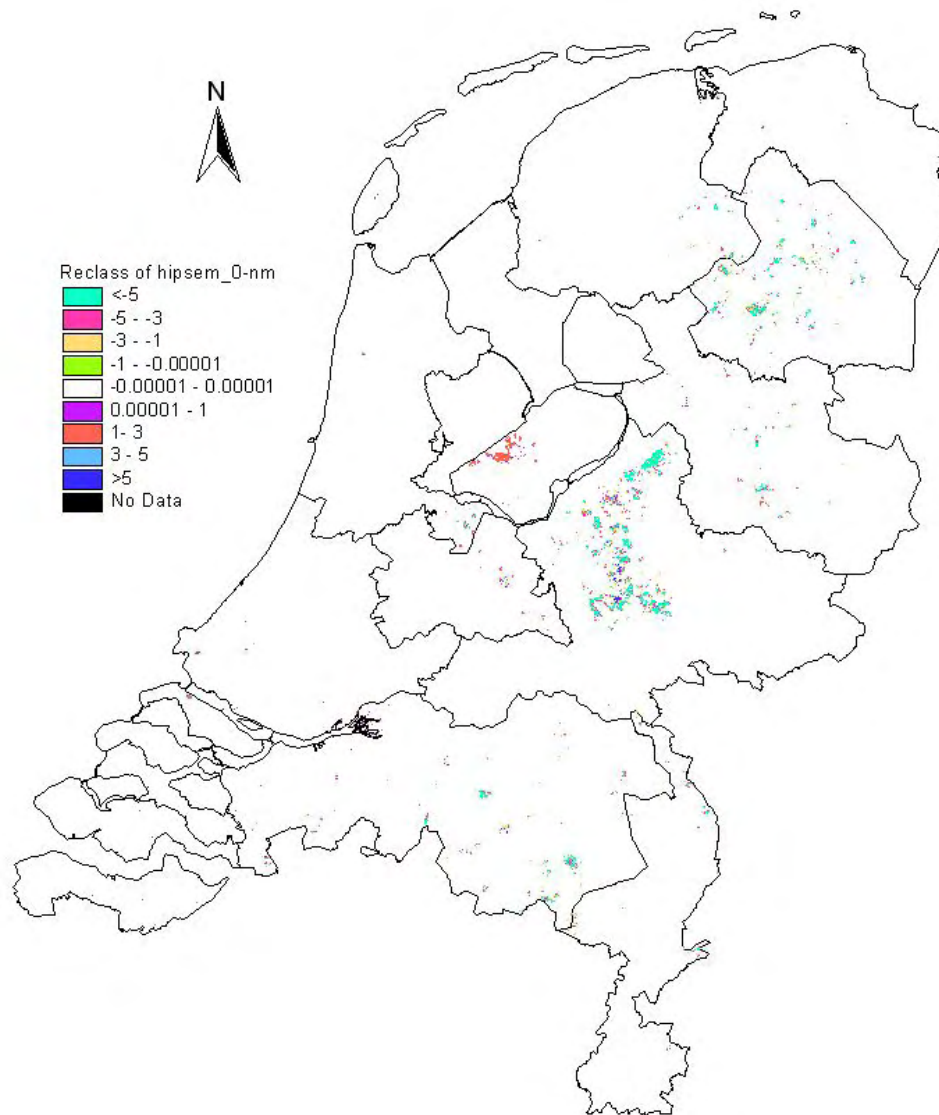 N
Reclass of hipsem_0-nm
<-5
-5 - -3
-3 - -1
-1 - -0.00001
-0.00001 - 0.00001
0.00001 - 1
1- 3
3 - 5
>5
No Data